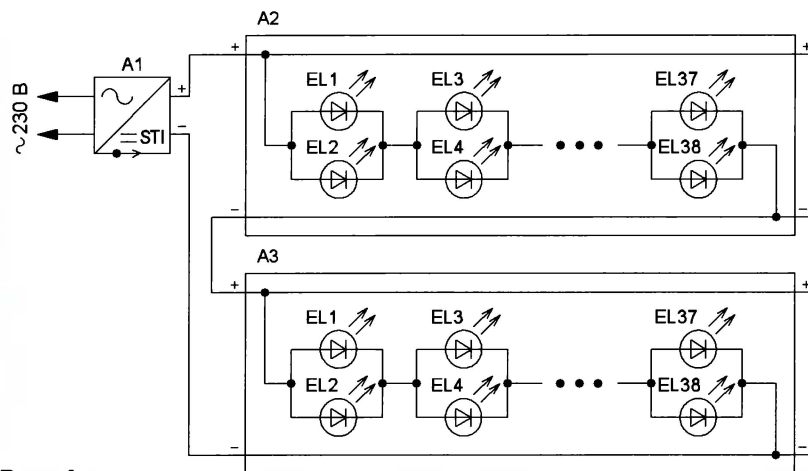 A2
+ +
A1
EL1 EL3 EL37
~230 В
+
EL2 EL4 EL38
STI
−
− −
A3
+ +
EL1 EL3 EL37
EL2 EL4 EL38
− −